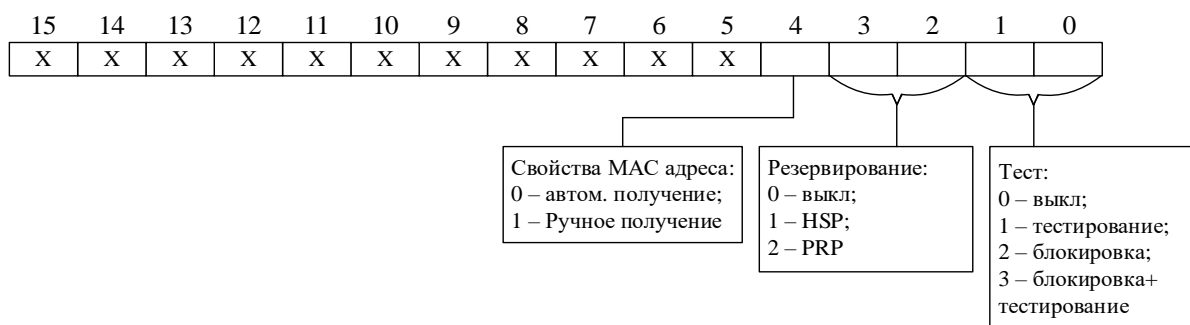 15 14 13 12 11 10 9 8 7 6 5 4 3 2 1 0
X X X X X X X X X X X
Свойства MAC адреса:
0 – автом. получение;
1 – Ручное получение
Резервирование:
0 – выкл;
1 – HSP;
2 – PRP
Тест:
0 – выкл;
1 – тестирование;
2 – блокировка;
3 – блокировка+
тестирование